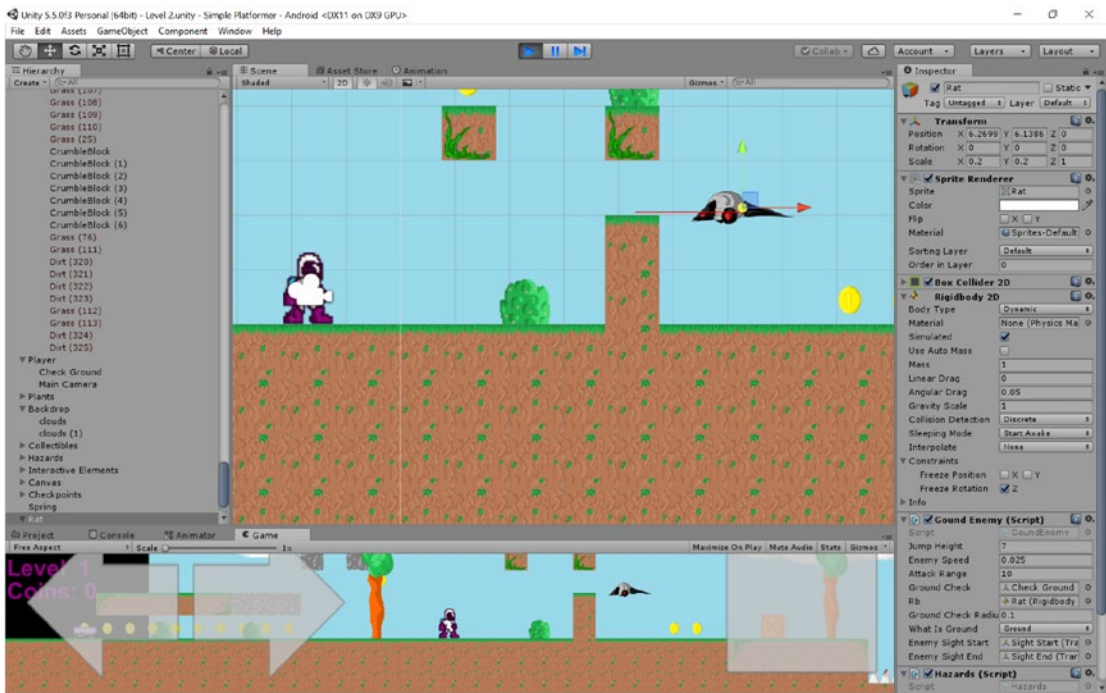 Unity 5.5.0f3 Personal (64bit) - Level 2.unity - Simple Platformer - Android <DX11 on DX9 GPU>
File Edit Assets GameObject Component Window Help
Center Local
Collab Account Layers Layout
Hierarchy
Create All
Grass (107)
Grass (108)
Grass (109)
Grass (110)
Grass (25)
CrumbleBlock
CrumbleBlock (1)
CrumbleBlock (2)
CrumbleBlock (3)
CrumbleBlock (4)
CrumbleBlock (5)
CrumbleBlock (6)
Grass (76)
Grass (111)
Dirt (320)
Dirt (321)
Dirt (322)
Dirt (323)
Grass (112)
Grass (113)
Dirt (324)
Dirt (325)
Player
Check Ground
Main Camera
Plants
Backdrop
clouds
clouds (1)
Collectibles
Hazards
Interactive Elements
Canvas
Checkpoints
Spring
Rat
Scene Asset Store Animation
Shaded 2D Gizmos All
Project Console Animator Game
Free Aspect Scale 1x Maximize On Play Mute Audio Stats Gizmos
Level: 1
Coins: 0
Inspector
Rat Static
Tag Untagged Layer Default
Transform
Position X 6.2699 Y 6.1386 Z 0
Rotation X 0 Y 0 Z 0
Scale X 0.2 Y 0.2 Z 1
Sprite Renderer
Sprite Rat
Color
Flip X Y
Material Sprites-Default
Sorting Layer Default
Order in Layer 0
Box Collider 2D
Rigidbody 2D
Body Type Dynamic
Material None (Physics Ma
Simulated
Use Auto Mass
Mass 1
Linear Drag 0
Angular Drag 0.05
Gravity Scale 1
Collision Detection Discrete
Sleeping Mode Start Awake
Interpolate None
Constraints
Freeze Position X Y
Freeze Rotation Z
Info
Gound Enemy (Script)
Script GoundEnemy
Jump Height 7
Enemy Speed 0.025
Attack Range 10
Ground Check Check Ground
Rb Rat (Rigidbody
Ground Check Radiu 0.1
What Is Ground Ground
Enemy Sight Start Sight Start (Tra
Enemy Sight End Sight End (Tran
Hazards (Script)
Script Hazards